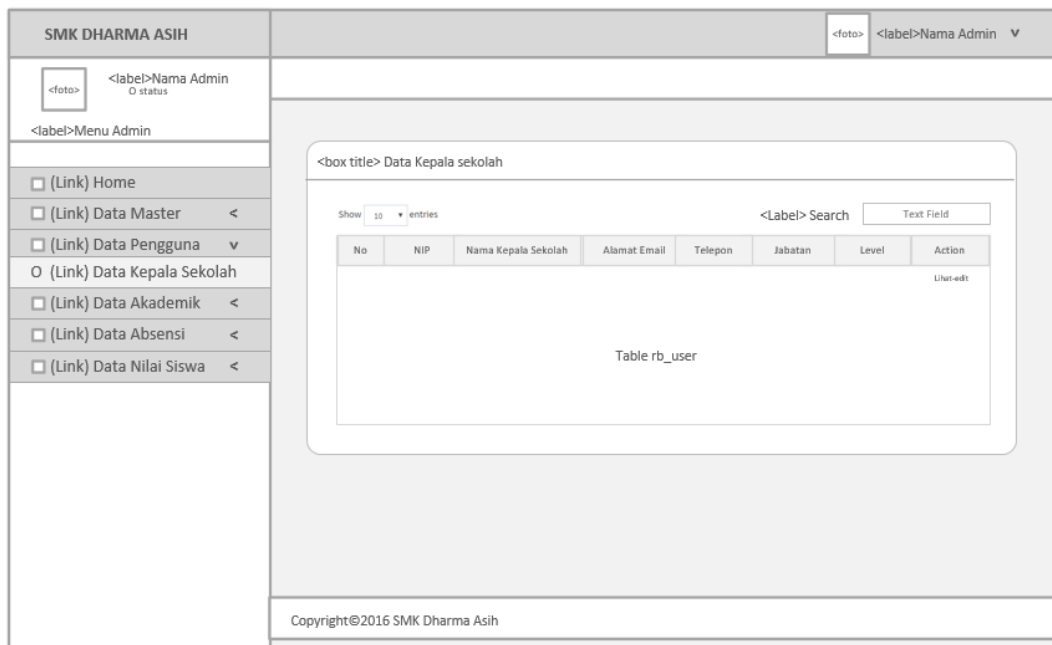 SMK DHARMA ASIH
<foto> <label>Nama Admin v
<foto> <label>Nama Admin
O status
<label>Menu Admin
(Link) Home
(Link) Data Master <
(Link) Data Pengguna v
O (Link) Data Kepala Sekolah
(Link) Data Akademik <
(Link) Data Absensi <
(Link) Data Nilai Siswa <
<box title> Data Kepala sekolah
Show 10 entries <Label> Search Text Field
No NIP Nama Kepala Sekolah Alamat Email Telepon Jabatan Level Action
Lihat-edit
Table rb_user
Copyright©2016 SMK Dharma Asih